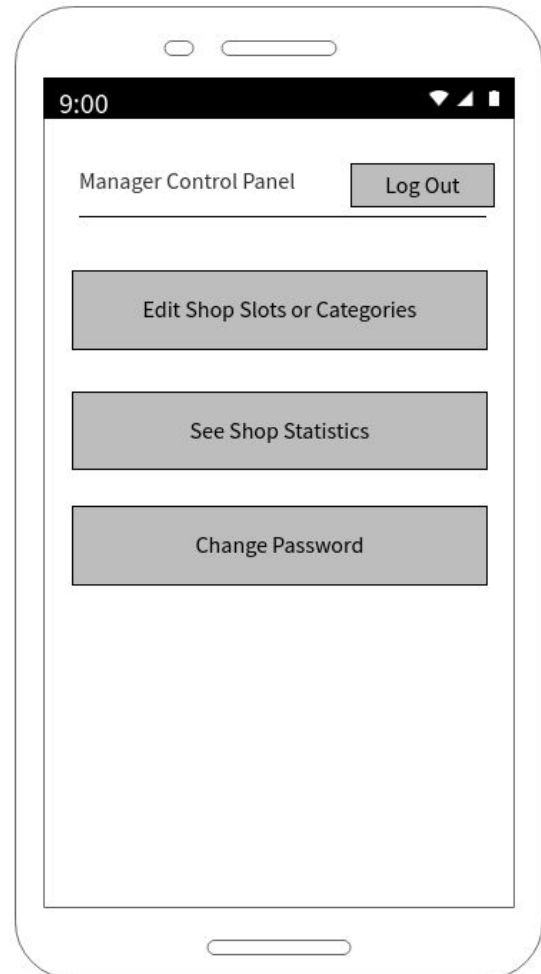 9:00
Manager Control Panel
Log Out
Edit Shop Slots or Categories
See Shop Statistics
Change Password